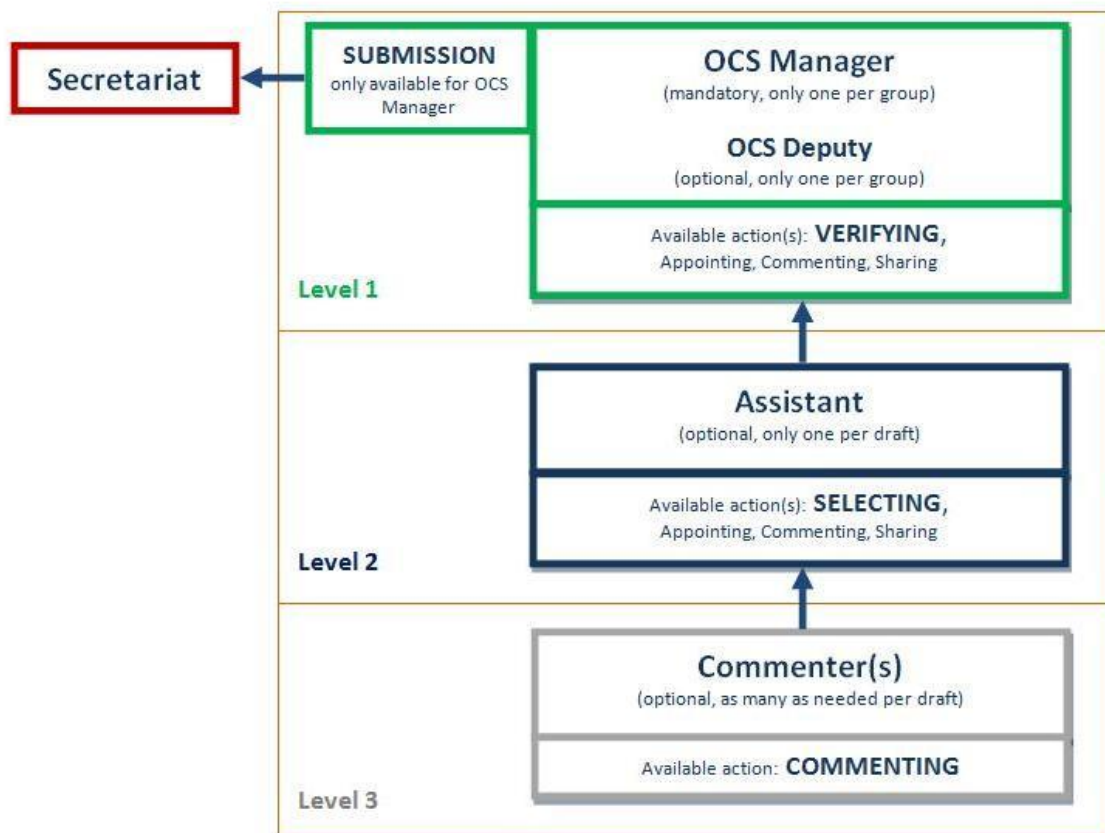 Secretariat
SUBMISSION
only available for OCS
Manager
OCS Manager
(mandatory, only one per group)
OCS Deputy
(optional, only one per group)
Available action(s): VERIFYING,
Appointing, Commenting, Sharing
Level 1
Assistant
(optional, only one per draft)
Available action(s): SELECTING,
Appointing, Commenting, Sharing
Level 2
Commenter(s)
(optional, as many as needed per draft)
Available action: COMMENTING
Level 3